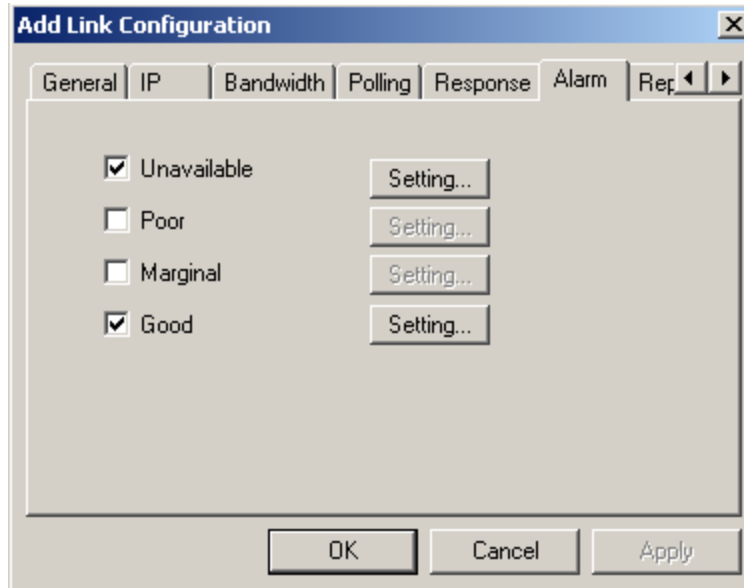 Add Link Configuration
General IP Bandwidth Polling Response Alarm
Unavailable Setting...
Poor Setting...
Marginal Setting...
Good Setting...
OK Cancel Apply